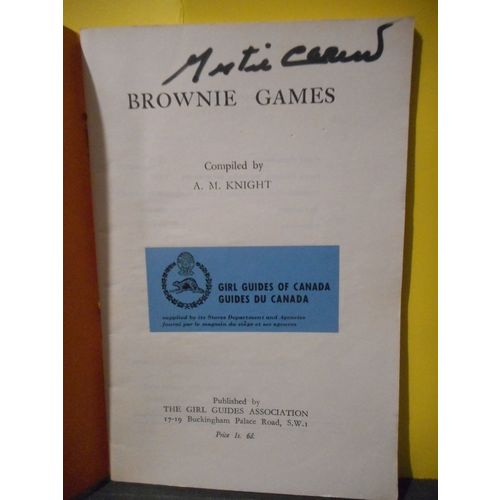 BROWNIE GAMES
Compiled by
A. M. KNIGHT
GIRL GUIDES OF CANADA
GUIDES DU CANADA
supplied by its Stores Department and Agencies
fourni par le magasin du siège et ses agences
Published by
THE GIRL GUIDES ASSOCIATION
17-19 Buckingham Palace Road, S.W.1
Price 1s. 6d.